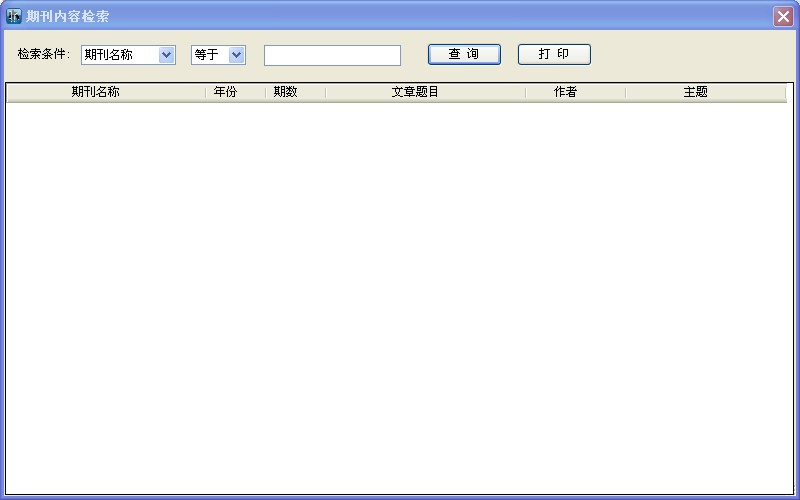 期刊内容检索
检索条件: 期刊名称 等于 查 询 打 印
期刊名称 年份 期数 文章题目 作者 主题